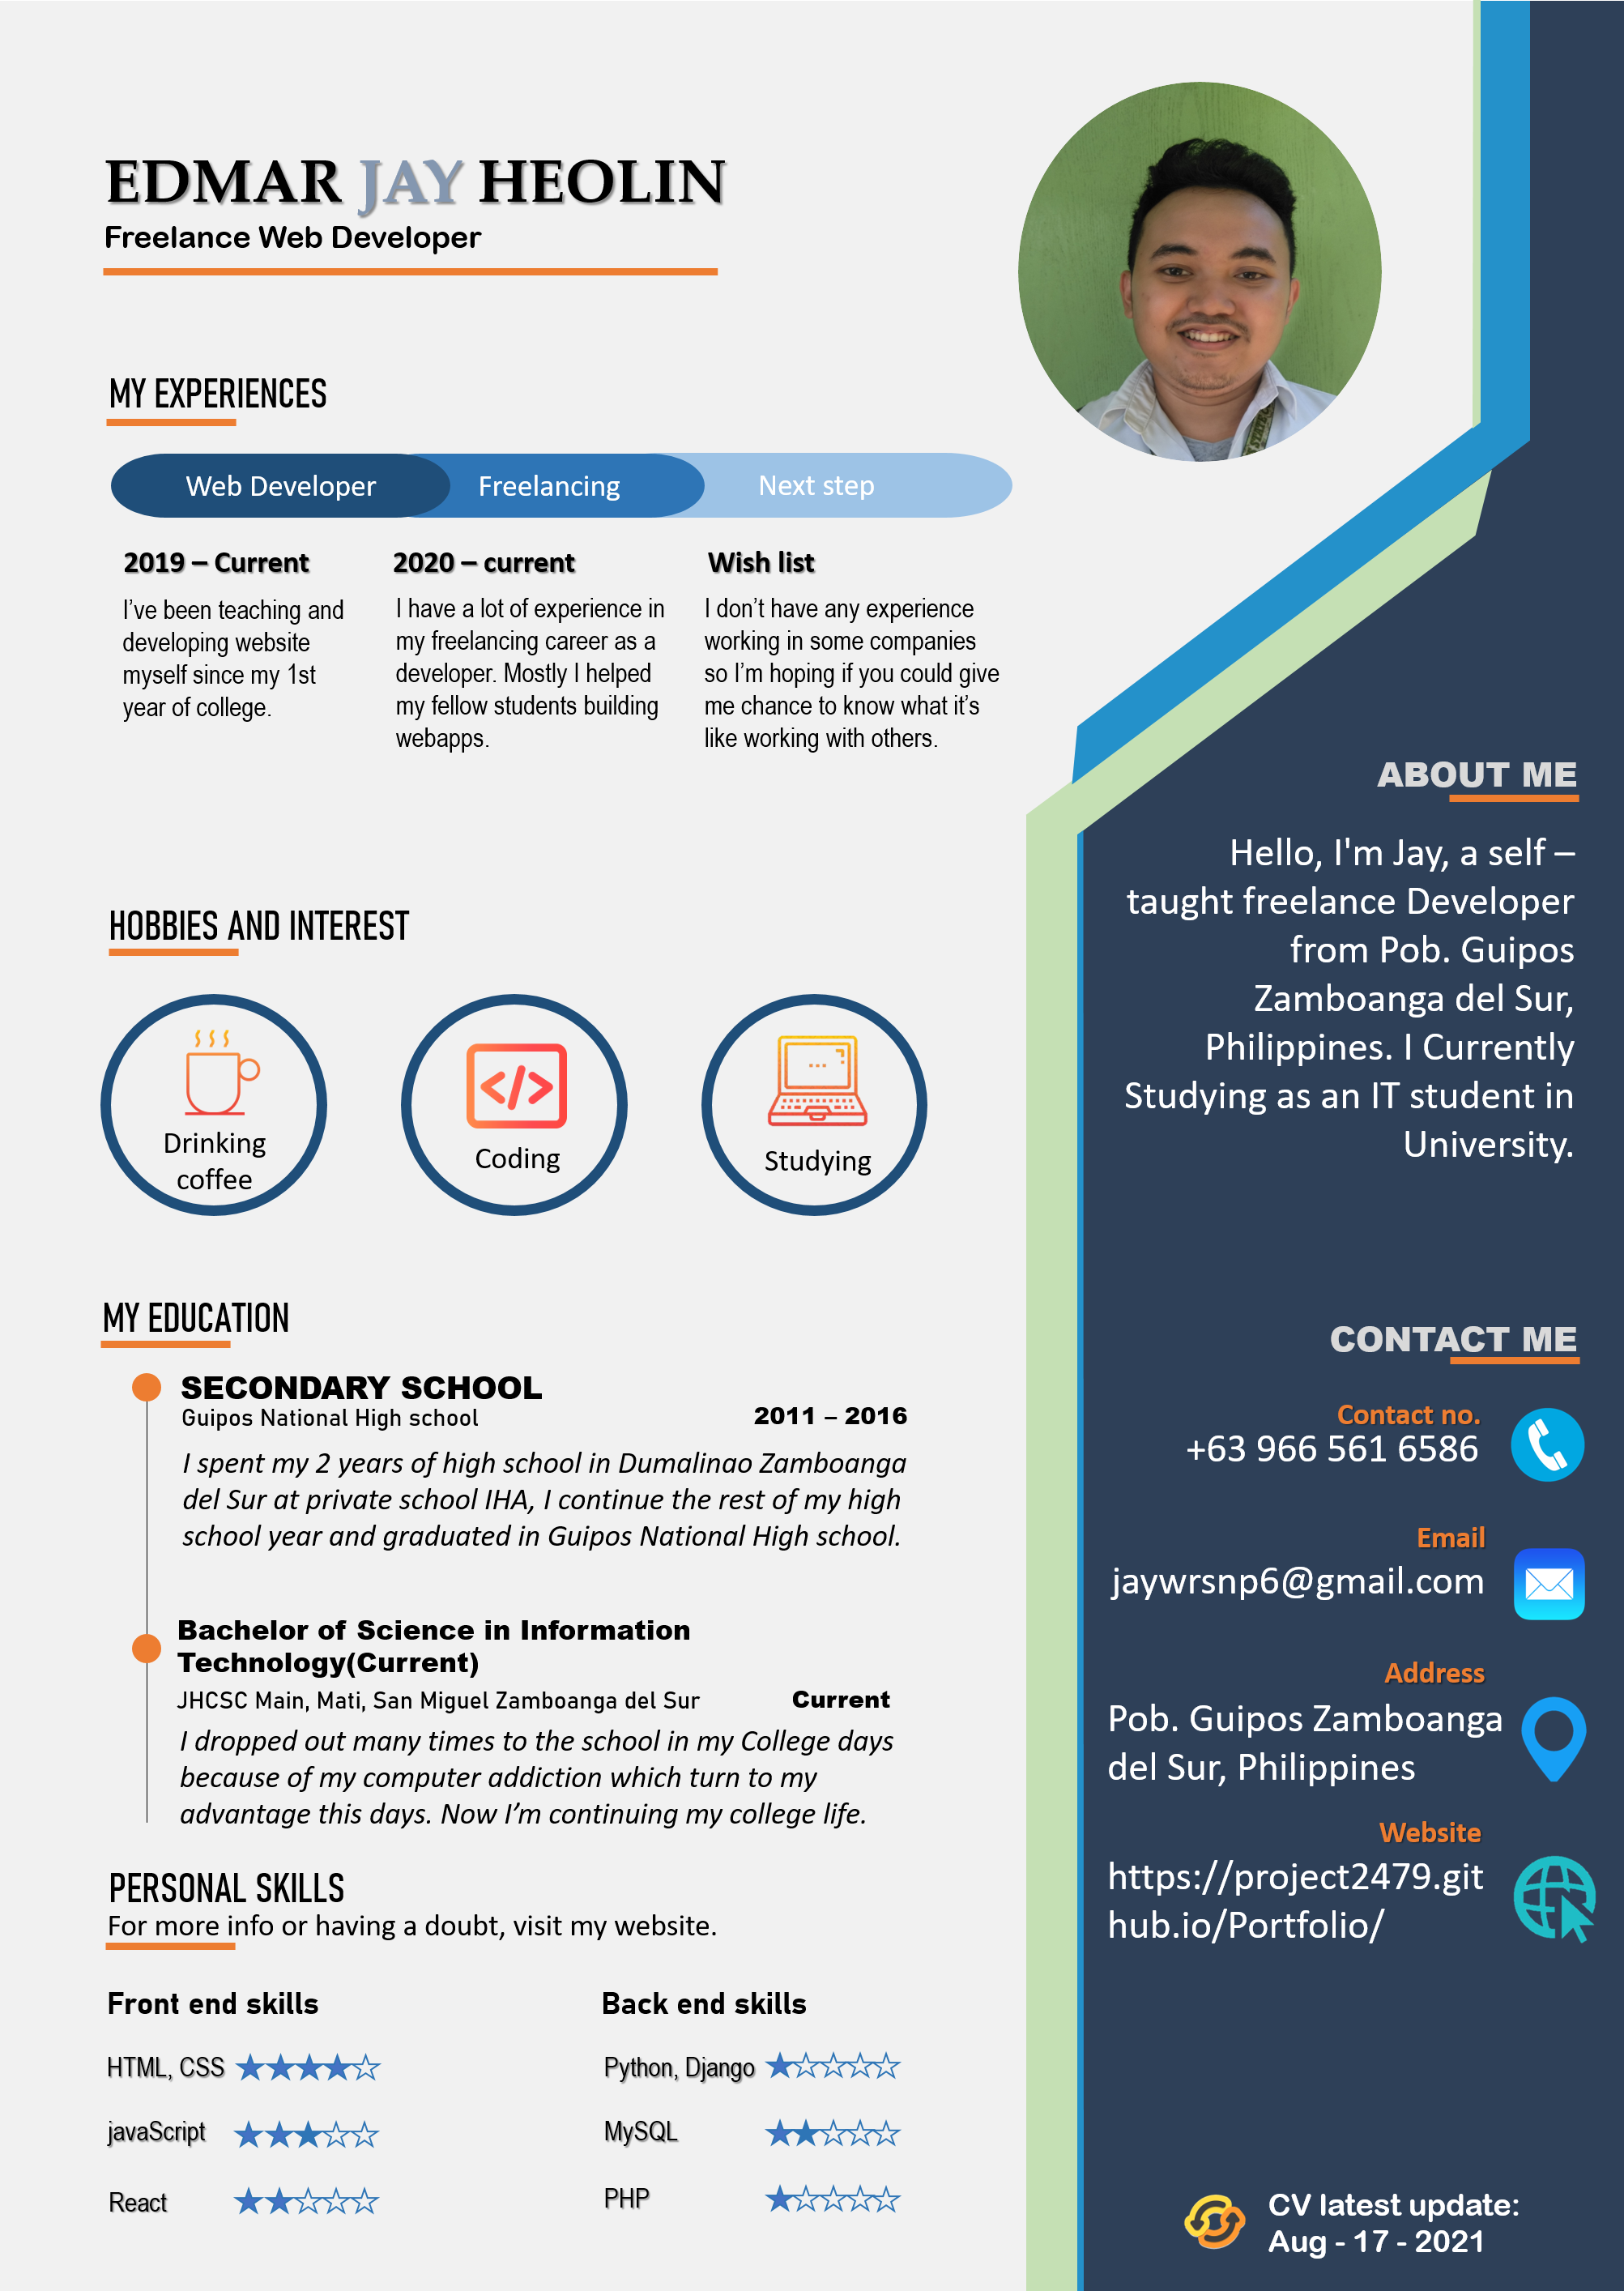 EDMAR JAY HEOLIN
Freelance Web Developer
MY EXPERIENCES
Web Developer
Freelancing
Next step
2019 – Current
I've been teaching and
developing website
myself since my 1st
year of college.
2020 – current
I have a lot of experience in
my freelancing career as a
developer. Mostly I helped
my fellow students building
webapps.
Wish list
I don't have any experience
working in some companies
so I'm hoping if you could give
me chance to know what it's
like working with others.
HOBBIES AND INTEREST
Drinking
coffee
Coding
Studying
MY EDUCATION
SECONDARY SCHOOL
Guipos National High school
2011 – 2016
I spent my 2 years of high school in Dumalinao Zamboanga
del Sur at private school IHA, I continue the rest of my high
school year and graduated in Guipos National High school.
Bachelor of Science in Information
Technology(Current)
JHCSC Main, Mati, San Miguel Zamboanga del Sur
Current
I dropped out many times to the school in my College days
because of my computer addiction which turn to my
advantage this days. Now I'm continuing my college life.
PERSONAL SKILLS
For more info or having a doubt, visit my website.
Front end skills
HTML, CSS
javaScript
React
Back end skills
Python, Django
MySQL
PHP
ABOUT ME
Hello, I'm Jay, a self –
taught freelance Developer
from Pob. Guipos
Zamboanga del Sur,
Philippines. I Currently
Studying as an IT student in
University.
CONTACT ME
Contact no.
+63 966 561 6586
Email
jaywrsnp6@gmail.com
Address
Pob. Guipos Zamboanga
del Sur, Philippines
Website
https://project2479.git
hub.io/Portfolio/
CV latest update:
Aug - 17 - 2021